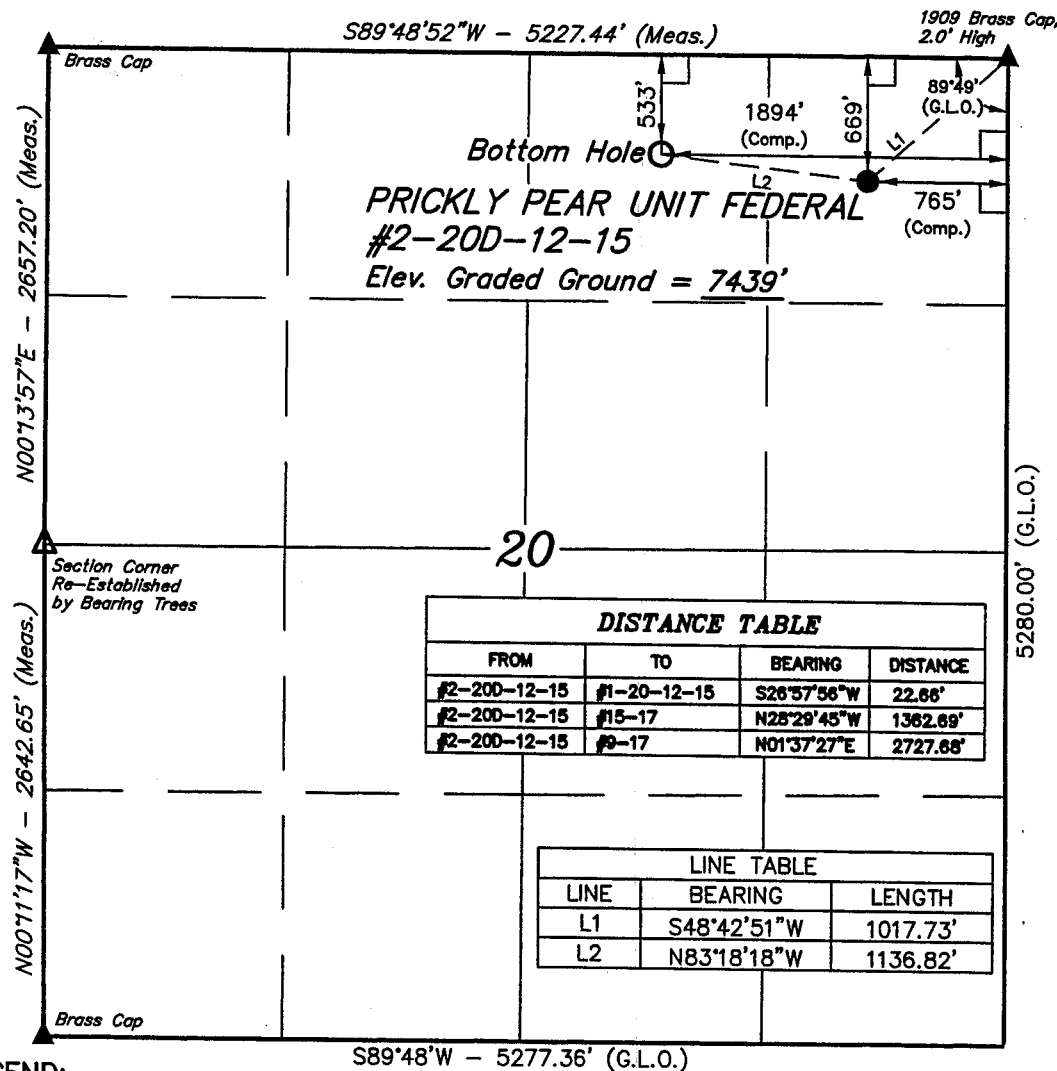 S89°48'52"W - 5227.44' (Meas.)
1909 Brass Cap,
2.0' High
Brass Cap
89°49'
(G.L.O.)
533'
1894'
(Comp.)
669'
L1
Bottom Hole
L2
765'
(Comp.)
PRICKLY PEAR UNIT FEDERAL
#2-20D-12-15
Elev. Graded Ground = 7439'
N00°13'57"E - 2657.20' (Meas.)
20
Section Corner
Re-Established
by Bearing Trees
5280.00' (G.L.O.)
DISTANCE TABLE
FROM TO BEARING DISTANCE
#2-20D-12-15 #1-20-12-15 S26°57'56"W 22.66'
#2-20D-12-15 #15-17 N28°29'45"W 1362.69'
#2-20D-12-15 #9-17 N01°37'27"E 2727.68'
N00°11'17"W - 2642.65' (Meas.)
LINE TABLE
LINE BEARING LENGTH
L1 S48°42'51"W 1017.73'
L2 N83°18'18"W 1136.82'
Brass Cap
S89°48'W - 5277.36' (G.L.O.)